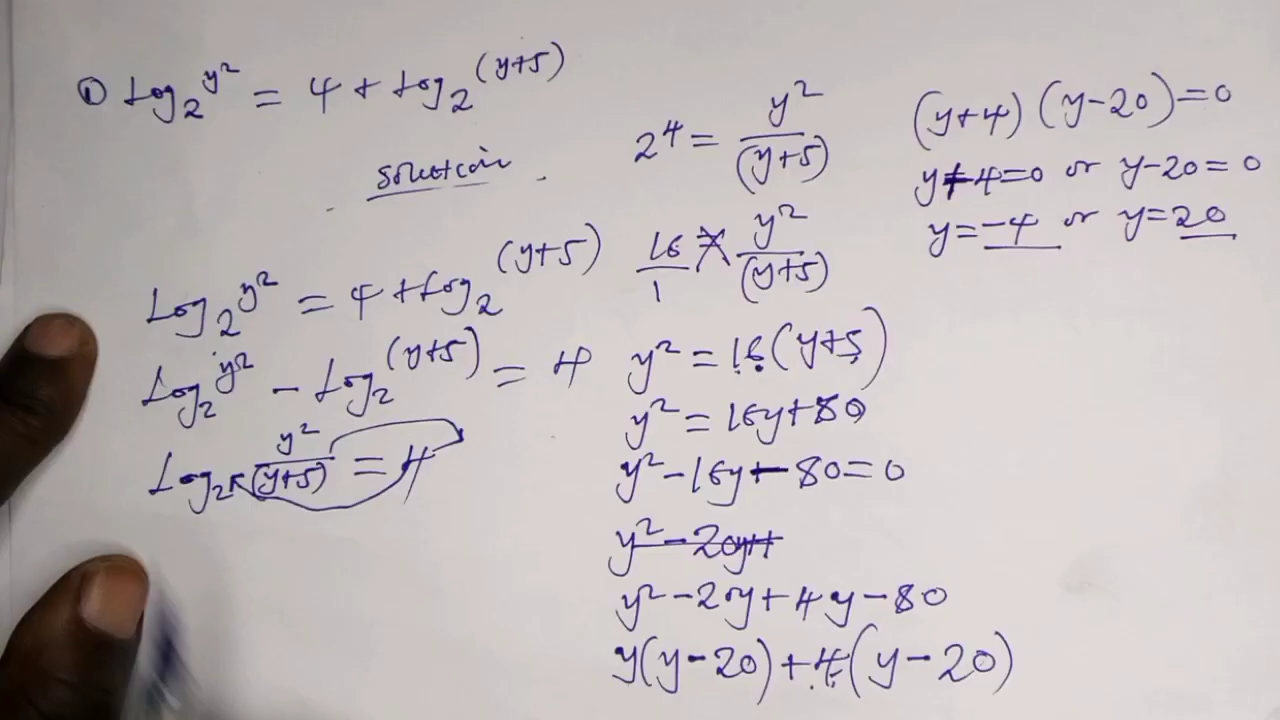 ① Log₂^y² = 4 + Log₂^(y+5)
Solution
Log₂^y² = 4 + Log₂^(y+5)
Log₂^y² - Log₂^(y+5) = 4
Log₂ y²/(y+5) = 4
2⁴ = y²/(y+5)
16/1 = y²/(y+5)
y² = 16(y+5)
y² = 16y+80
y² - 16y - 80 = 0
y² - 20y+
y² - 20y + 4y - 80
y(y - 20) + 4(y - 20)
(y+4) (y-20) = 0
y+4=0 or y-20=0
y=-4 or y=20